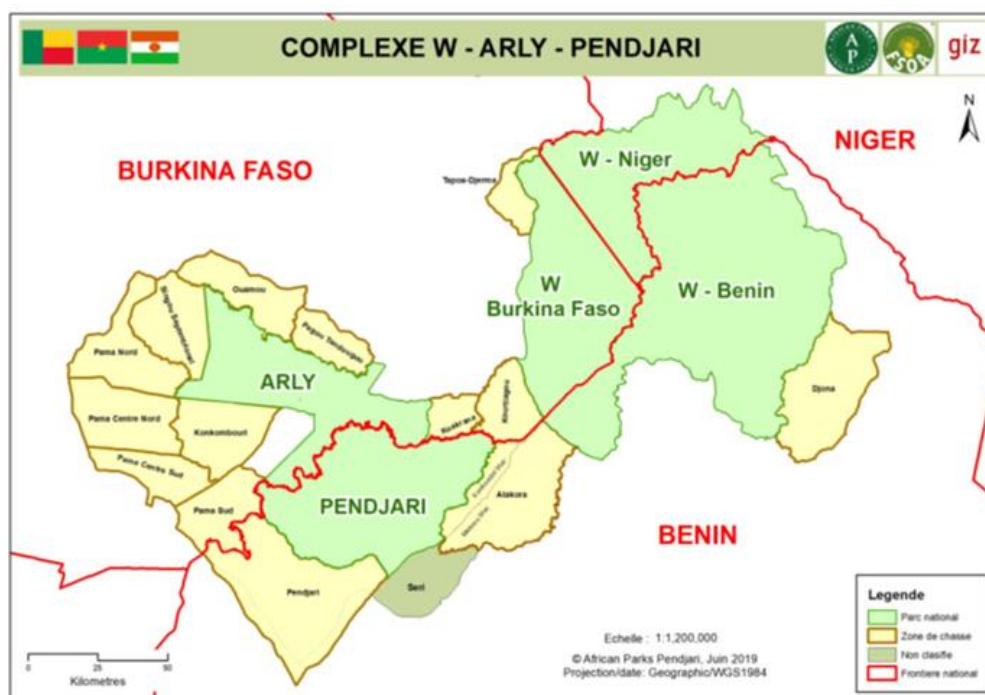 COMPLEXE W - ARLY - PENDJARI
AP
giz
N
BURKINA FASO
NIGER
W - Niger
Tapoa-Djerma
W
Burkina Faso
W - Benin
Ouamou
Pama Nord
ARLY
Djona
Pama Centre Nord
Konkombouri
Koakrana
Pama Centre Sud
Pama Sud
PENDJARI
Atakora
BENIN
Pendjari
Seri
Legende
Parc national
Zone de chasse
Non clasifie
Frontiere national
Echelle : 1:1,200,000
© African Parks Pendjari, Juin 2019
Projection/date: Geographic/WGS1984
0 25 50
Kilometres